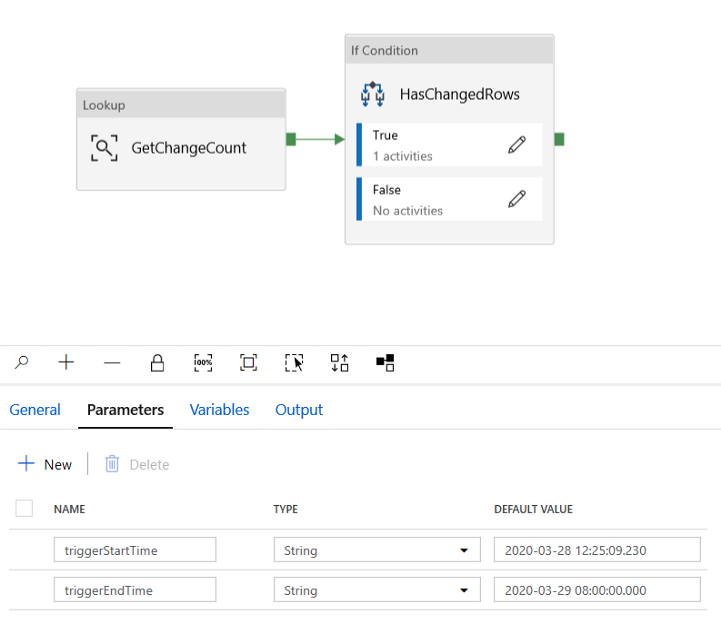 If Condition
Lookup
HasChangedRows
GetChangeCount
True
1 activities
False
No activities
100%
General Parameters Variables Output
New Delete
NAME TYPE DEFAULT VALUE
triggerStartTime String 2020-03-28 12:25:09.230
triggerEndTime String 2020-03-29 08:00:00.000